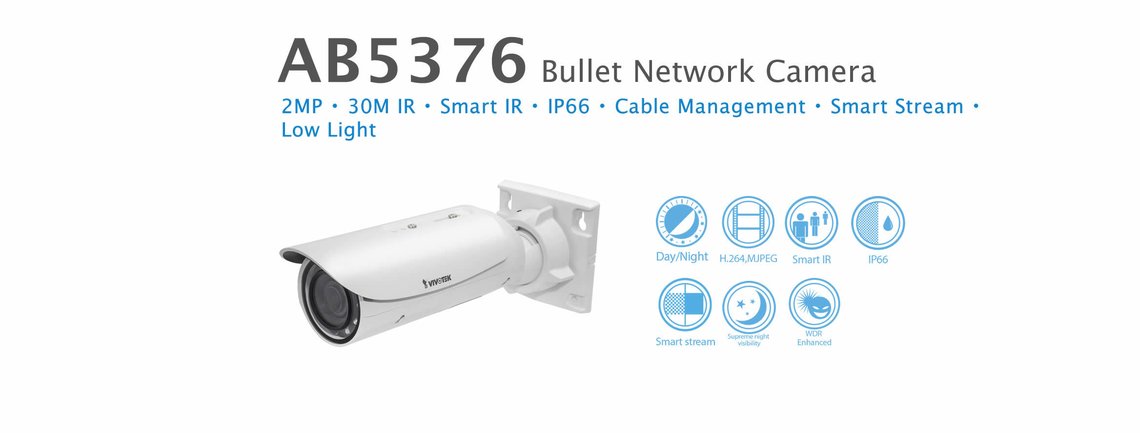 AB5376 Bullet Network Camera
2MP • 30M IR • Smart IR • IP66 • Cable Management • Smart Stream •
Low Light
VIVOTEK
Day/Night
H.264,MJPEG
Smart IR
IP66
Smart stream
Supreme night
visibility
WDR
Enhanced